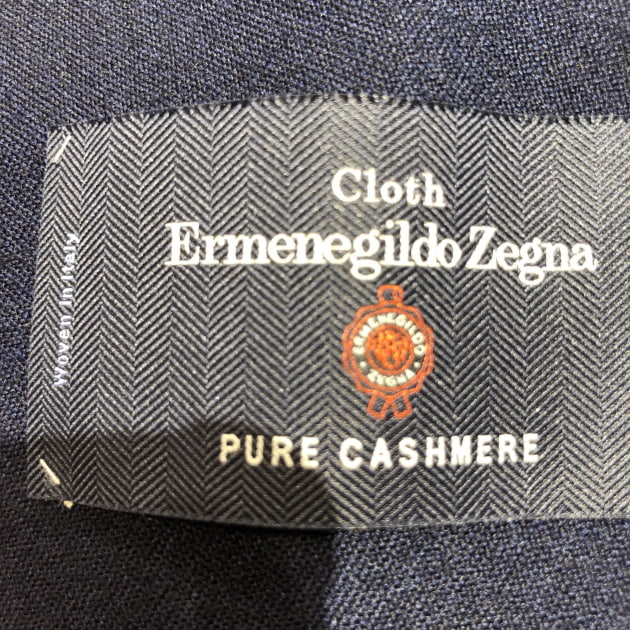 Cloth
Ermenegildo Zegna
ERMENEGILDO
ZEGNA
PURE CASHMERE
Woven in Italy